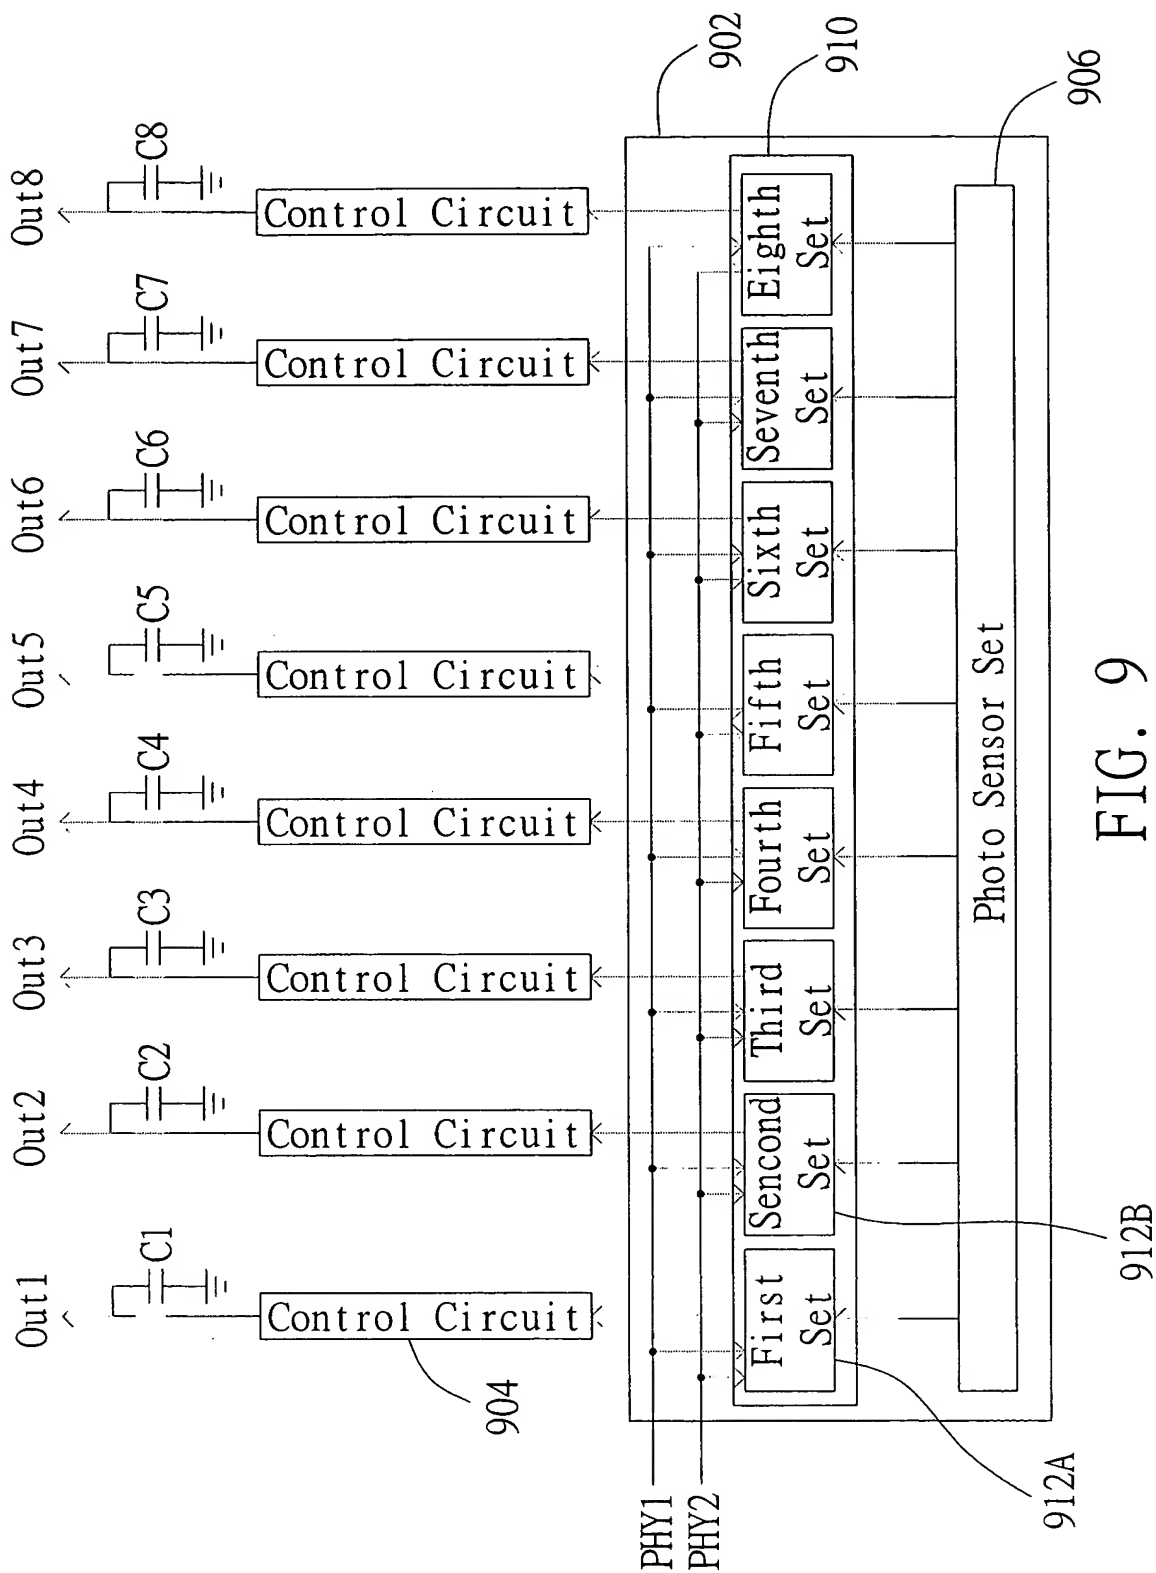 Out1 Out2 Out3 Out4 Out5 Out6 Out7 Out8
C1 C2 C3 C4 C5 C6 C7 C8
Control Circuit Control Circuit Control Circuit Control Circuit Control Circuit Control Circuit Control Circuit Control Circuit
904
902
PHY1
PHY2
910
First Set
Sencond Set
Third Set
Fourth Set
Fifth Set
Sixth Set
Seventh Set
Eighth Set
Photo Sensor Set
906
912A
912B
FIG. 9